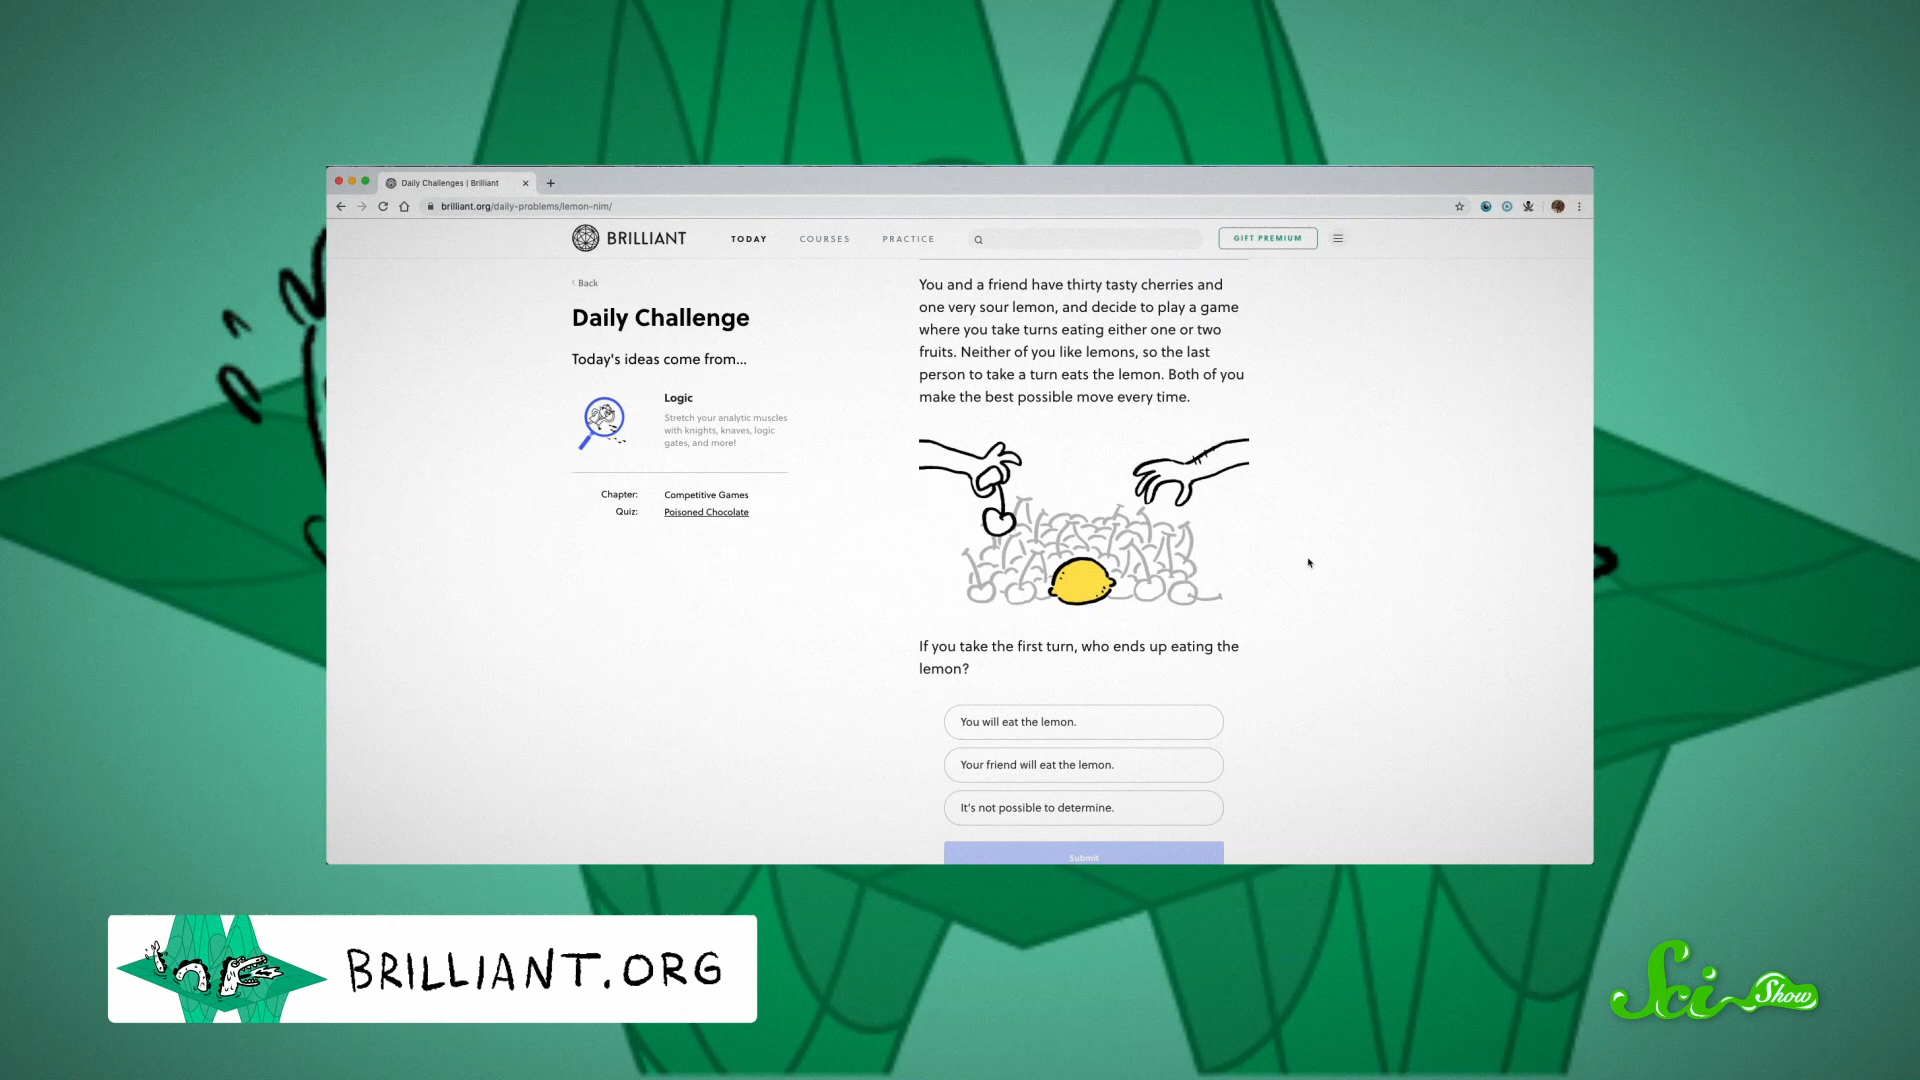 Daily Challenges | Brilliant
brilliant.org/daily-problems/lemon-nim/
BRILLIANT
TODAY
COURSES
PRACTICE
GIFT PREMIUM
Back
Daily Challenge
Today's ideas come from...
Logic
Stretch your analytic muscles
with knights, knaves, logic
gates, and more!
Chapter: Competitive Games
Quiz: Poisoned Chocolate
You and a friend have thirty tasty cherries and
one very sour lemon, and decide to play a game
where you take turns eating either one or two
fruits. Neither of you like lemons, so the last
person to take a turn eats the lemon. Both of you
make the best possible move every time.
If you take the first turn, who ends up eating the
lemon?
You will eat the lemon.
Your friend will eat the lemon.
It's not possible to determine.
Submit
BRILLIANT.ORG
Sci Show